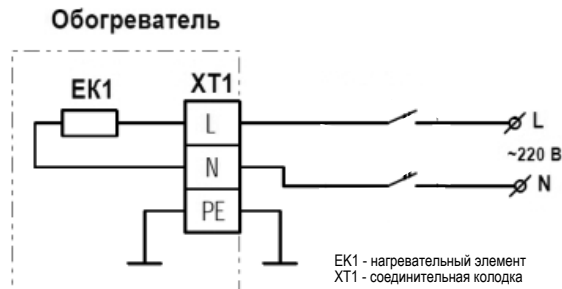 Обогреватель
EK1
XT1
L
N
PE
L
~220 В
N
EK1 - нагревательный элемент
XT1 - соединительная колодка